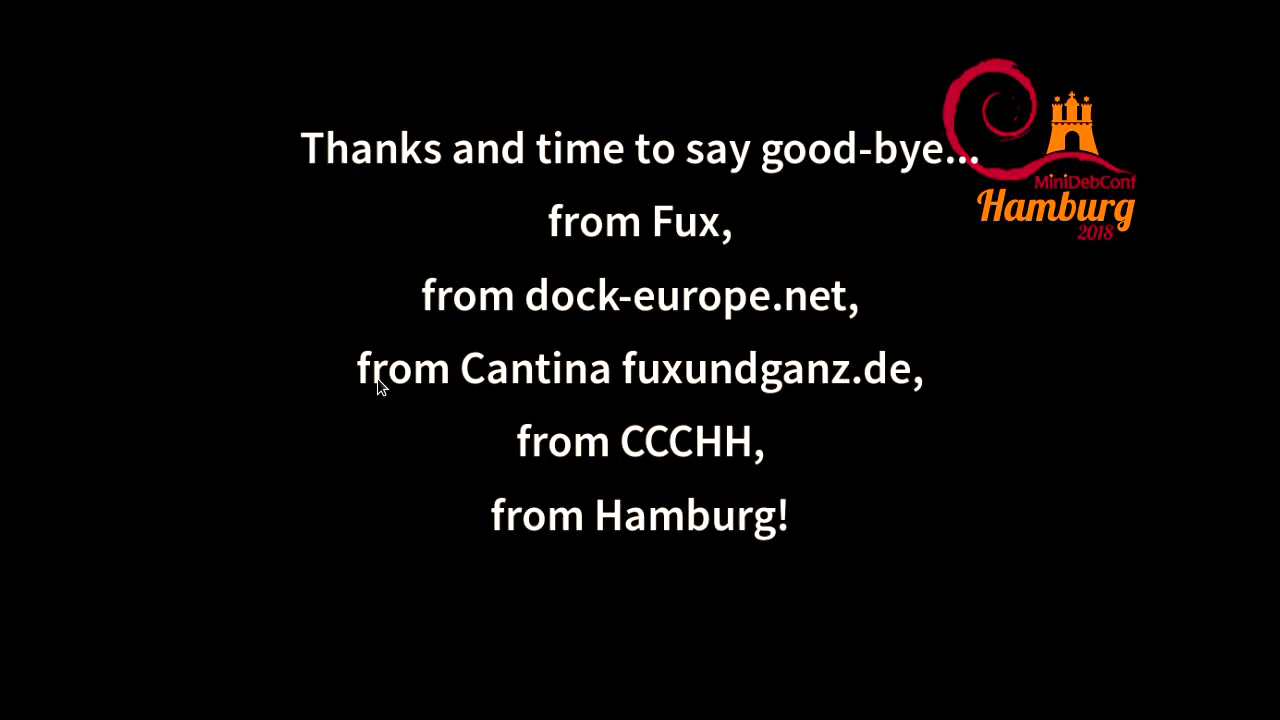 Thanks and time to say good-bye...
from Fux,
from dock-europe.net,
from Cantina fuxundganz.de,
from CCCHH,
from Hamburg!
MiniDebConf
Hamburg
2018